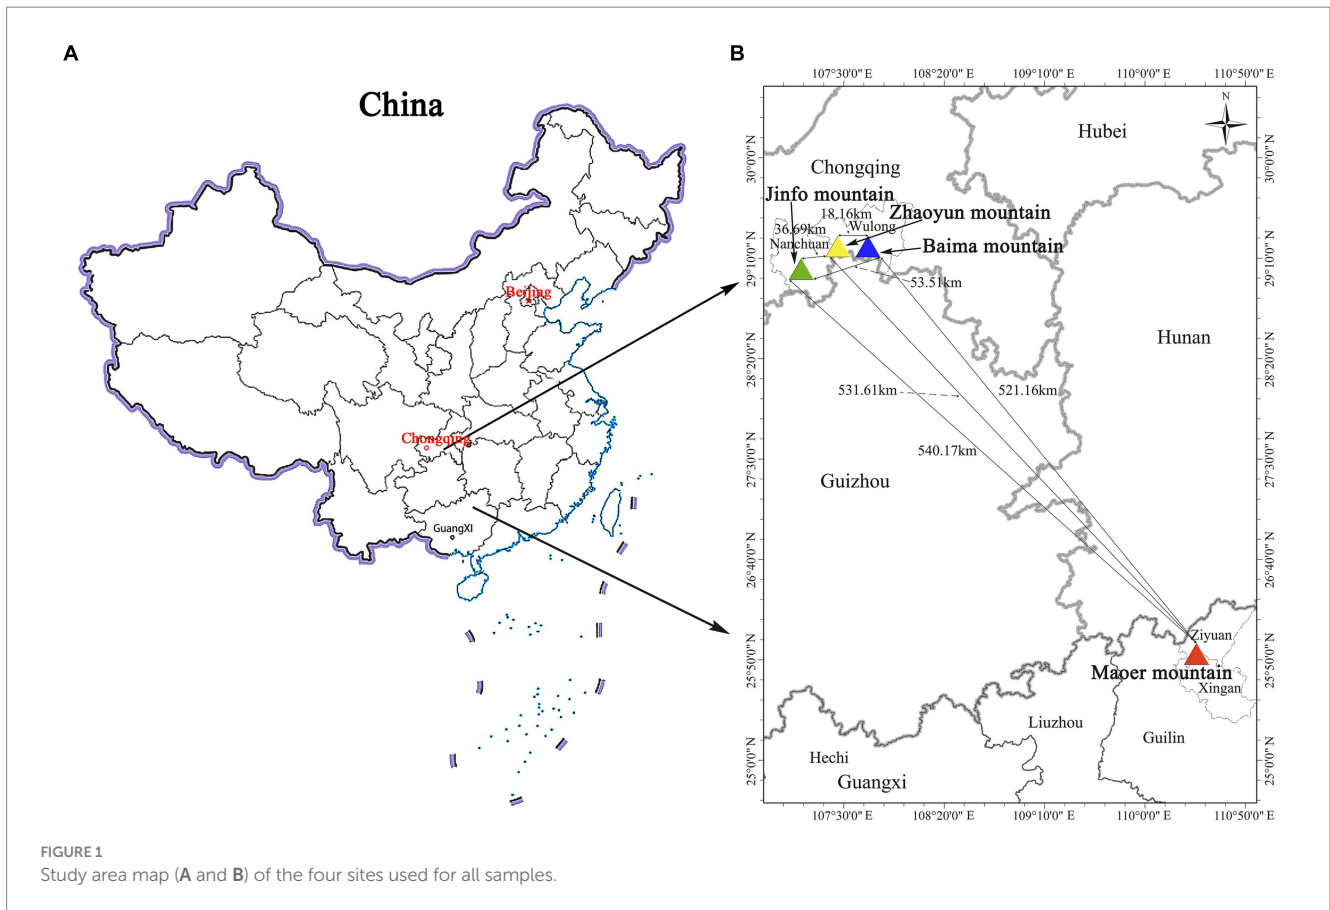 A
China
Beijing
Chongqing
GuangXI
B
107°30'0" E 108°20'0" E 109°10'0" E 110°0'0" E 110°50'0" E
N
Hubei
30°0'0" N
30°0'0" N
Chongqing
Jinfo mountain
18.16km
Zhaoyun mountain
36.69km
Wulong
Nanchuan
Baima mountain
29°10'0" N
29°10'0" N
53.51km
Hunan
28°20'0" N
28°20'0" N
531.61km
521.16km
540.17km
27°30'0" N
27°30'0" N
Guizhou
26°40'0" N
26°40'0" N
Ziyuan
25°50'0" N
25°50'0" N
Maoer mountain
Xingan
Liuzhou
Guilin
Hechi
25°0'0" N
25°0'0" N
Guangxi
107°30'0" E 108°20'0" E 109°10'0" E 110°0'0" E 110°50'0" E
FIGURE 1
Study area map (A and B) of the four sites used for all samples.